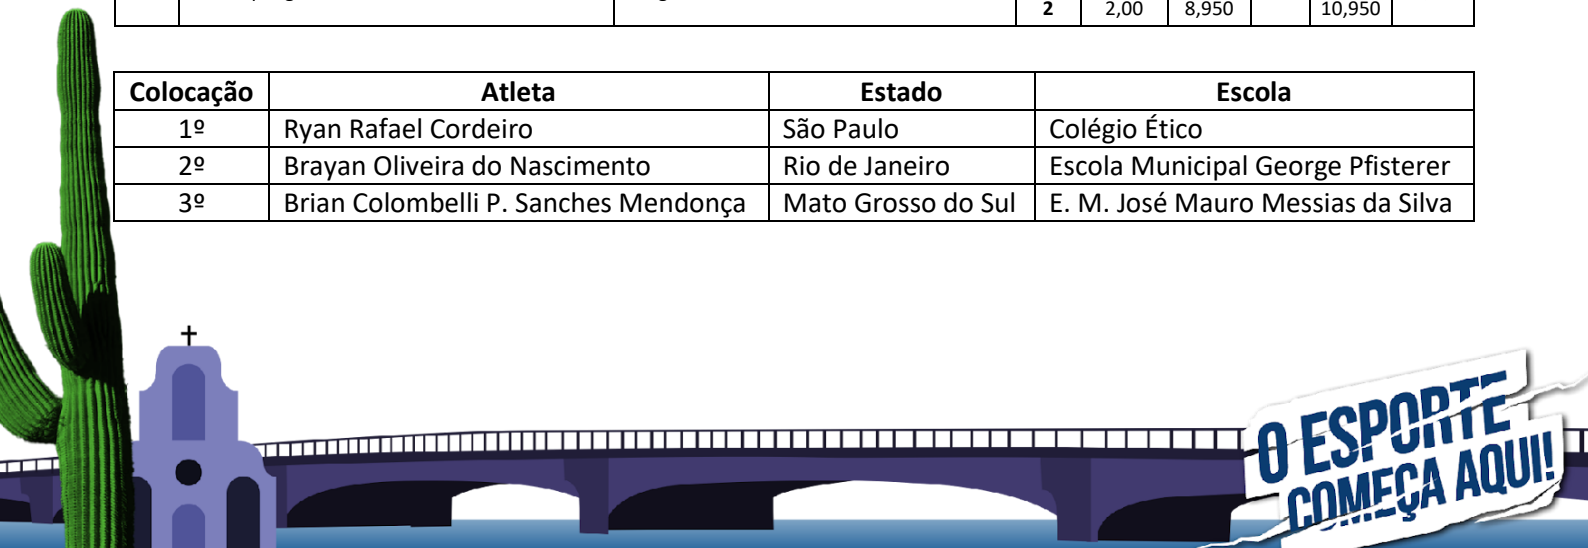 2 2,00 8,950 10,950
Colocação Atleta Estado Escola
1º Ryan Rafael Cordeiro São Paulo Colégio Ético
2º Brayan Oliveira do Nascimento Rio de Janeiro Escola Municipal George Pfisterer
3º Brian Colombelli P. Sanches Mendonça Mato Grosso do Sul E. M. José Mauro Messias da Silva
O ESPORTE
COMEÇA AQUI!